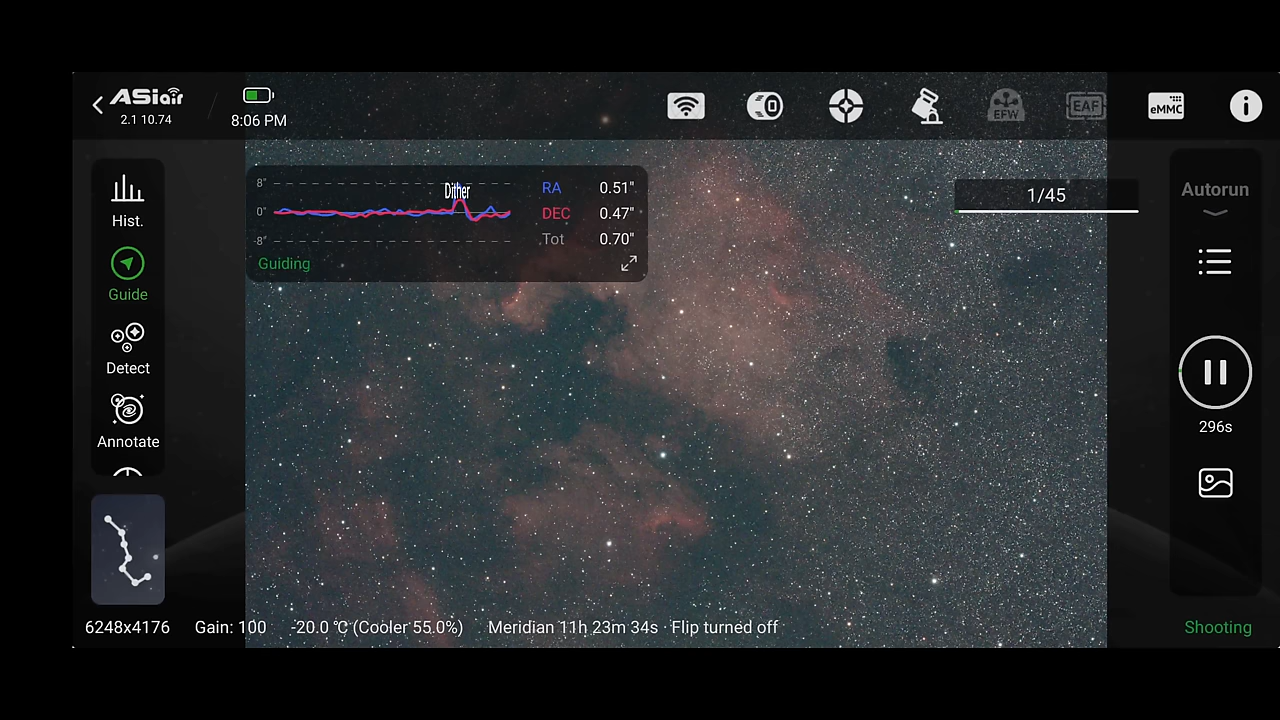 ASiair
2.1 10.74
8:06 PM
EFW
EAF
eMMC
Hist.
Guide
Detect
Annotate
8"
0"
-8"
Dither
RA 0.51"
DEC 0.47"
Tot 0.70"
Guiding
1/45
Autorun
296s
6248x4176 Gain: 100 -20.0 ℃ (Cooler 55.0%) Meridian 11h 23m 34s · Flip turned off
Shooting